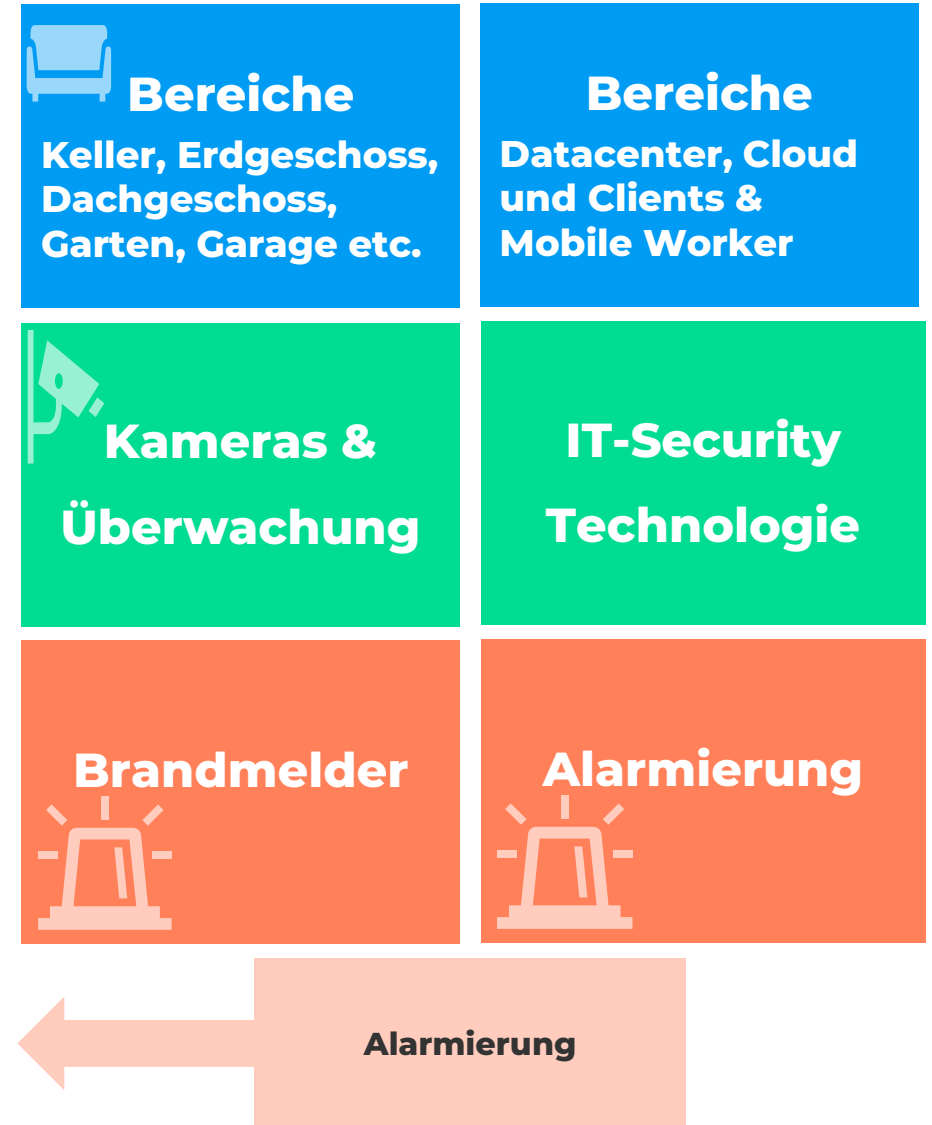 Bereiche
Keller, Erdgeschoss,
Dachgeschoss,
Garten, Garage etc.
Bereiche
Datacenter, Cloud
und Clients &
Mobile Worker
Kameras &
Überwachung
IT-Security
Technologie
Brandmelder
Alarmierung
Alarmierung